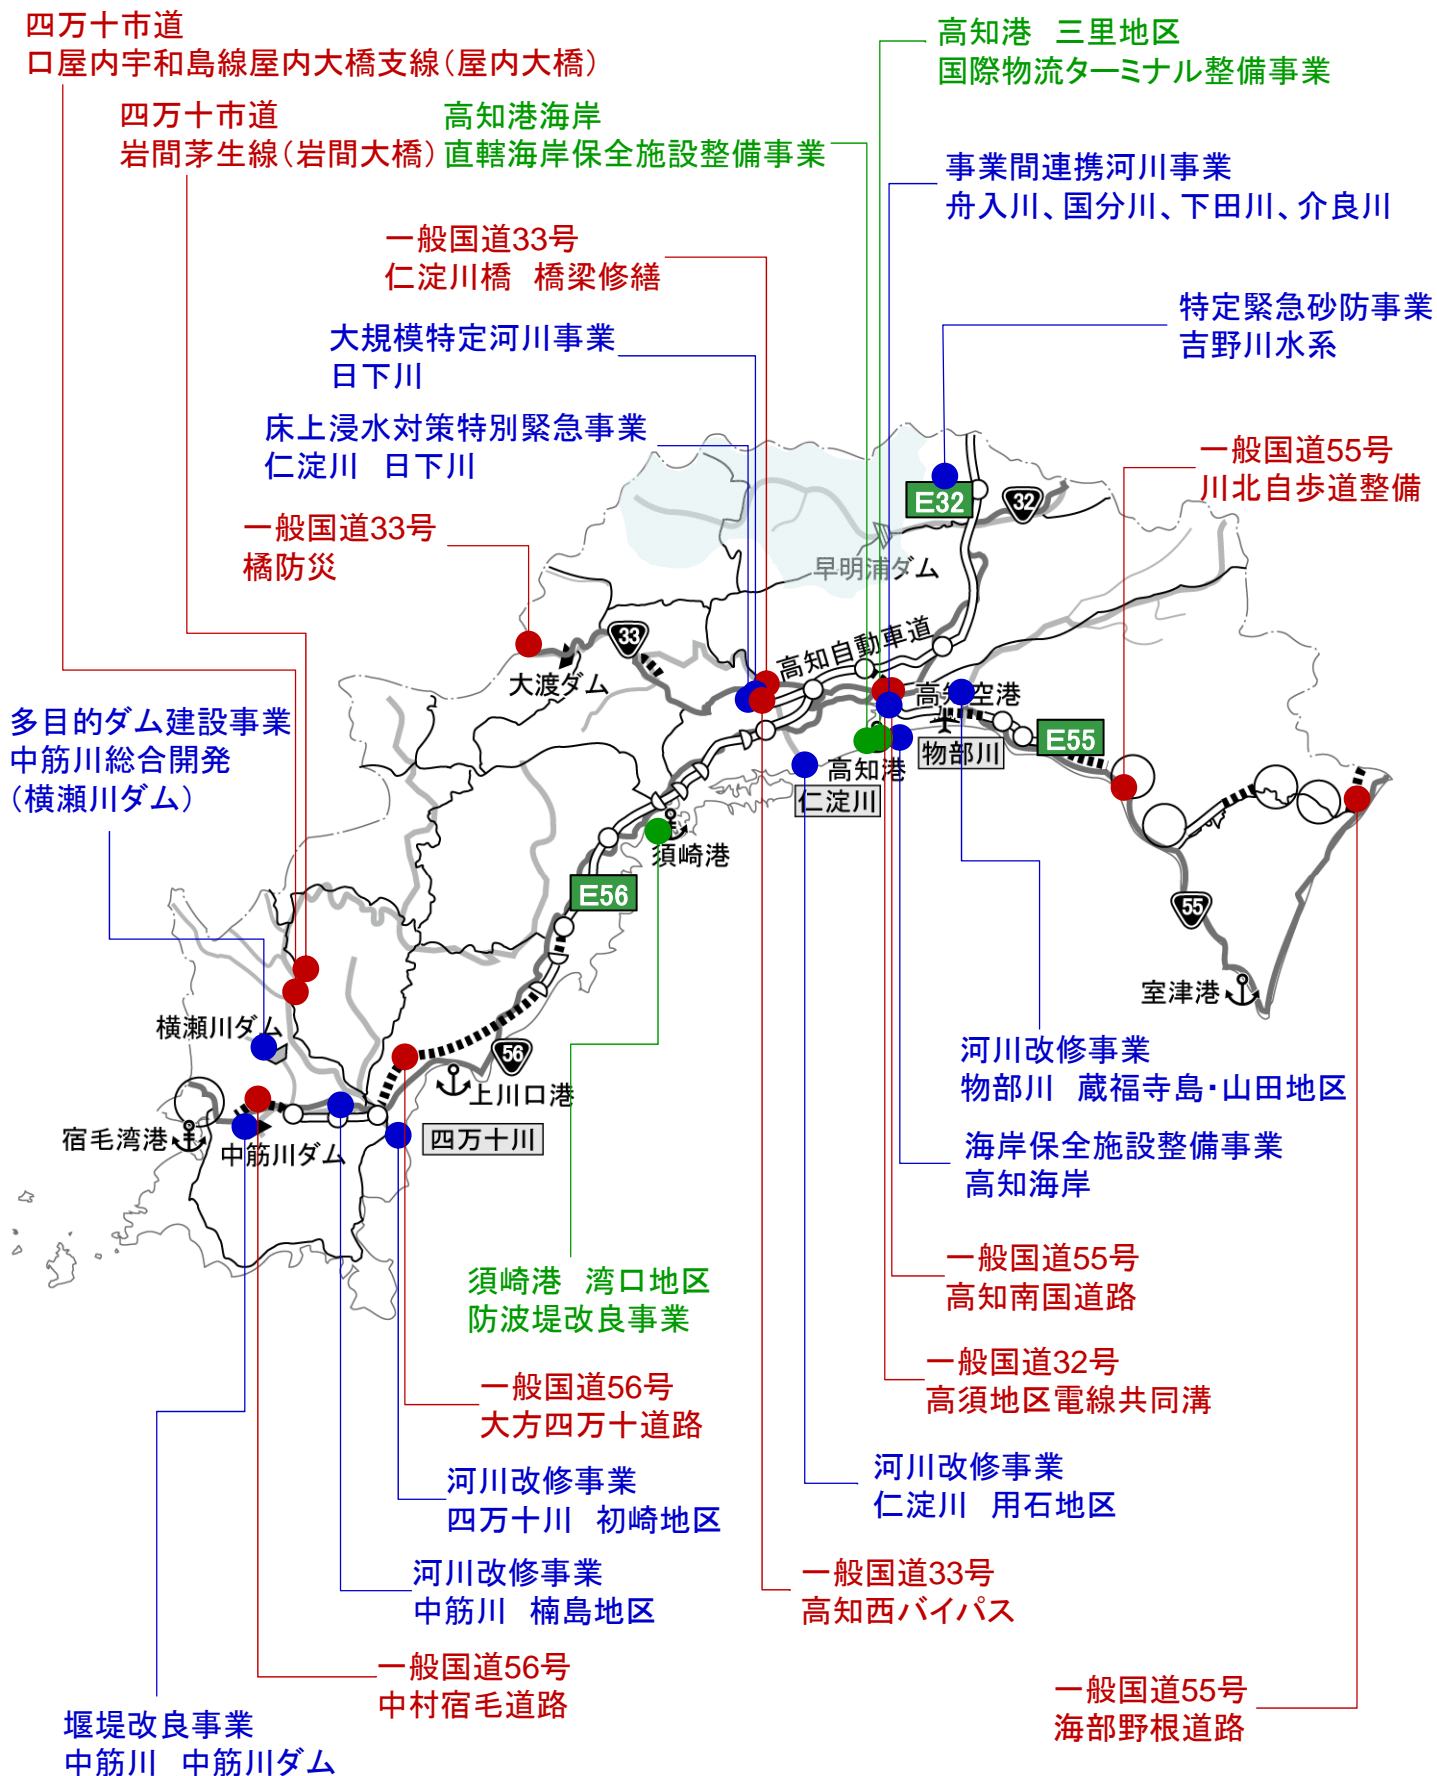 四万十市道
口屋内宇和島線屋内大橋支線（屋内大橋）
高知港　三里地区
国際物流ターミナル整備事業
四万十市道
岩間茅生線（岩間大橋）
高知港海岸
直轄海岸保全施設整備事業
事業間連携河川事業
舟入川、国分川、下田川、介良川
一般国道33号
仁淀川橋　橋梁修繕
特定緊急砂防事業
吉野川水系
大規模特定河川事業
日下川
床上浸水対策特別緊急事業
仁淀川　日下川
一般国道55号
川北自歩道整備
一般国道33号
橘防災
E32
32
早明浦ダム
33
高知自動車道
大渡ダム
高知空港
多目的ダム建設事業
中筋川総合開発
（横瀬川ダム）
E55
物部川
高知港
仁淀川
須崎港
E56
55
室津港
横瀬川ダム
56
上川口港
河川改修事業
物部川　蔵福寺島・山田地区
宿毛湾港
中筋川ダム
四万十川
海岸保全施設整備事業
高知海岸
須崎港　湾口地区
防波堤改良事業
一般国道55号
高知南国道路
一般国道32号
高須地区電線共同溝
一般国道56号
大方四万十道路
河川改修事業
四万十川　初崎地区
河川改修事業
仁淀川　用石地区
河川改修事業
中筋川　楠島地区
一般国道33号
高知西バイパス
一般国道56号
中村宿毛道路
一般国道55号
海部野根道路
堰堤改良事業
中筋川　中筋川ダム